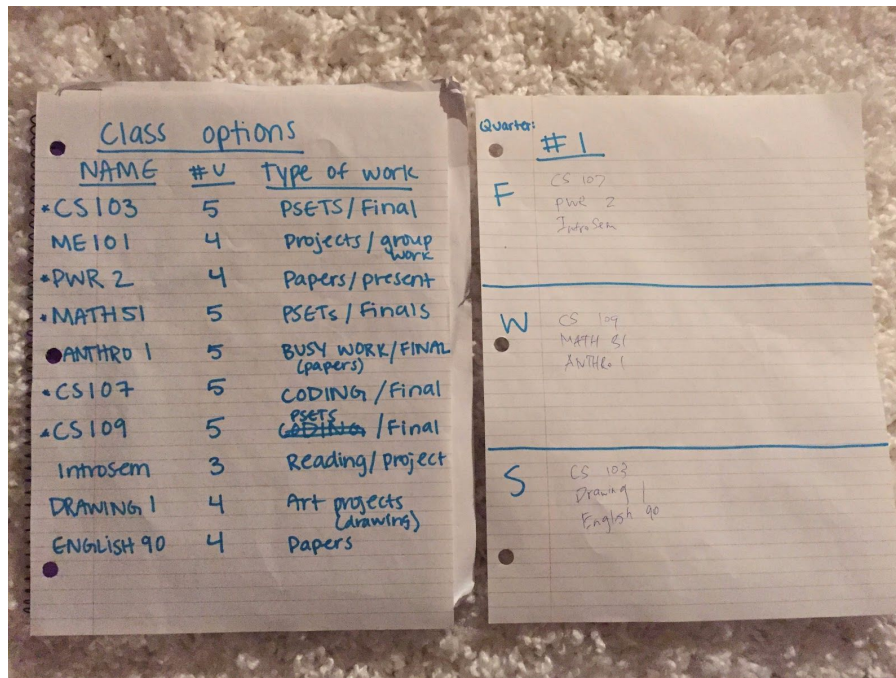 Class options
NAME #U Type of work
*CS103 5 PSETS/Final
ME101 4 Projects/group
work
*PWR 2 4 Papers/present
*MATH51 5 PSETs/Finals
ANTHRO 1 5 BUSY WORK/FINAL
(papers)
*CS107 5 CODING/Final
PSETS
*CS109 5 CODING /Final
Introsem 3 Reading/project
DRAWING 1 4 Art projects
(drawing)
ENGLISH 90 4 Papers
Quarter:
#1
F
CS 107
PWR 2
IntroSem
W
CS 109
MATH 51
ANTHRO 1
S
CS 103
Drawing 1
English 90